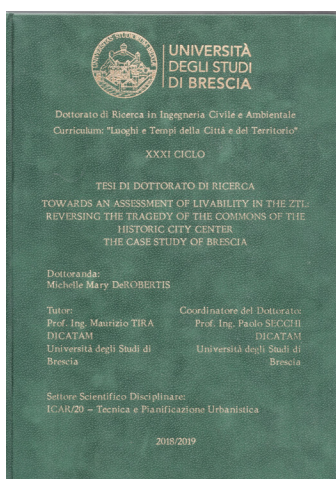 UNIVERSITÀ
DEGLI STUDI
DI BRESCIA
Dottorato di Ricerca in Ingegneria Civile e Ambientale
Curriculum: "Luoghi e Tempi della Città e del Territorio"
XXXI CICLO
TESI DI DOTTORATO DI RICERCA
TOWARDS AN ASSESSMENT OF LIVABILITY IN THE ZTL:
REVERSING THE TRAGEDY OF THE COMMONS OF THE
HISTORIC CITY CENTER
THE CASE STUDY OF BRESCIA
Dottoranda:
Michelle Mary DeROBERTIS
Tutor:
Prof. Ing. Maurizio TIRA
DICATAM
Università degli Studi di
Brescia
Coordinatore del Dottorato:
Prof. Ing. Paolo SECCHI
DICATAM
Università degli Studi di
Brescia
Settore Scientifico Disciplinare:
ICAR/20 – Tecnica e Pianificazione Urbanistica
2018/2019